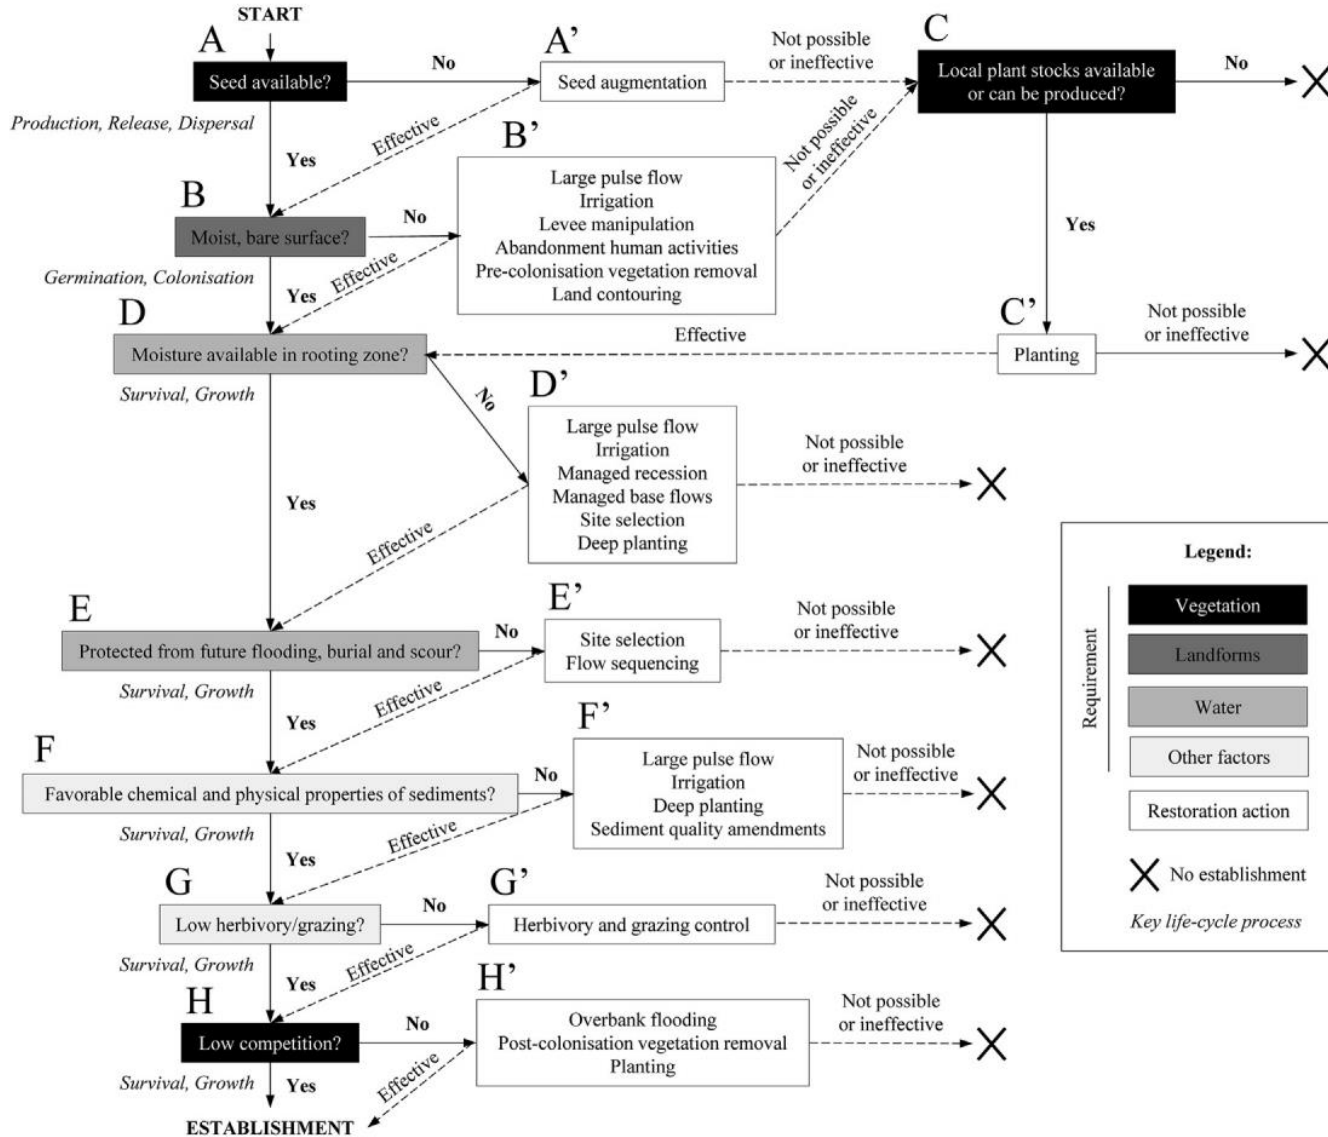 START
A
Seed available?
No
A’
Seed augmentation
Not possible
or ineffective
C
Local plant stocks available
or can be produced?
No
Production, Release, Dispersal
Yes
Effective
B
Moist, bare surface?
No
B’
Large pulse flow
Irrigation
Levee manipulation
Abandonment human activities
Pre-colonisation vegetation removal
Land contouring
Not possible
or ineffective
Yes
Germination, Colonisation
Yes
Effective
D
Moisture available in rooting zone?
Effective
C’
Planting
Not possible
or ineffective
Survival, Growth
No
Yes
D’
Large pulse flow
Irrigation
Managed recession
Managed base flows
Site selection
Deep planting
Not possible
or ineffective
Effective
E
Protected from future flooding, burial and scour?
No
E’
Site selection
Flow sequencing
Not possible
or ineffective
Survival, Growth
Yes
Effective
F
Favorable chemical and physical properties of sediments?
No
F’
Large pulse flow
Irrigation
Deep planting
Sediment quality amendments
Not possible
or ineffective
Survival, Growth
Yes
Effective
G
Low herbivory/grazing?
No
G’
Herbivory and grazing control
Not possible
or ineffective
Survival, Growth
Yes
Effective
H
Low competition?
No
H’
Overbank flooding
Post-colonisation vegetation removal
Planting
Not possible
or ineffective
Survival, Growth
Yes
Effective
ESTABLISHMENT
Legend:
Requirement
Vegetation
Landforms
Water
Other factors
Restoration action
No establishment
Key life-cycle process